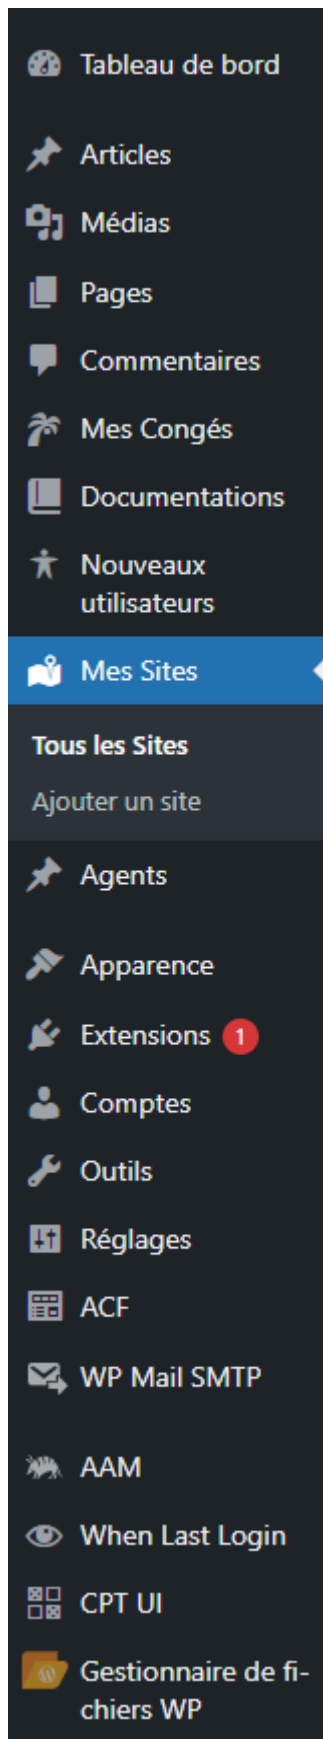 Tableau de bord
Articles
Médias
Pages
Commentaires
Mes Congés
Documentations
Nouveaux
utilisateurs
Mes Sites
Tous les Sites
Ajouter un site
Agents
Apparence
Extensions 1
Comptes
Outils
Réglages
ACF
WP Mail SMTP
AAM
When Last Login
CPT UI
Gestionnaire de fi-
chiers WP